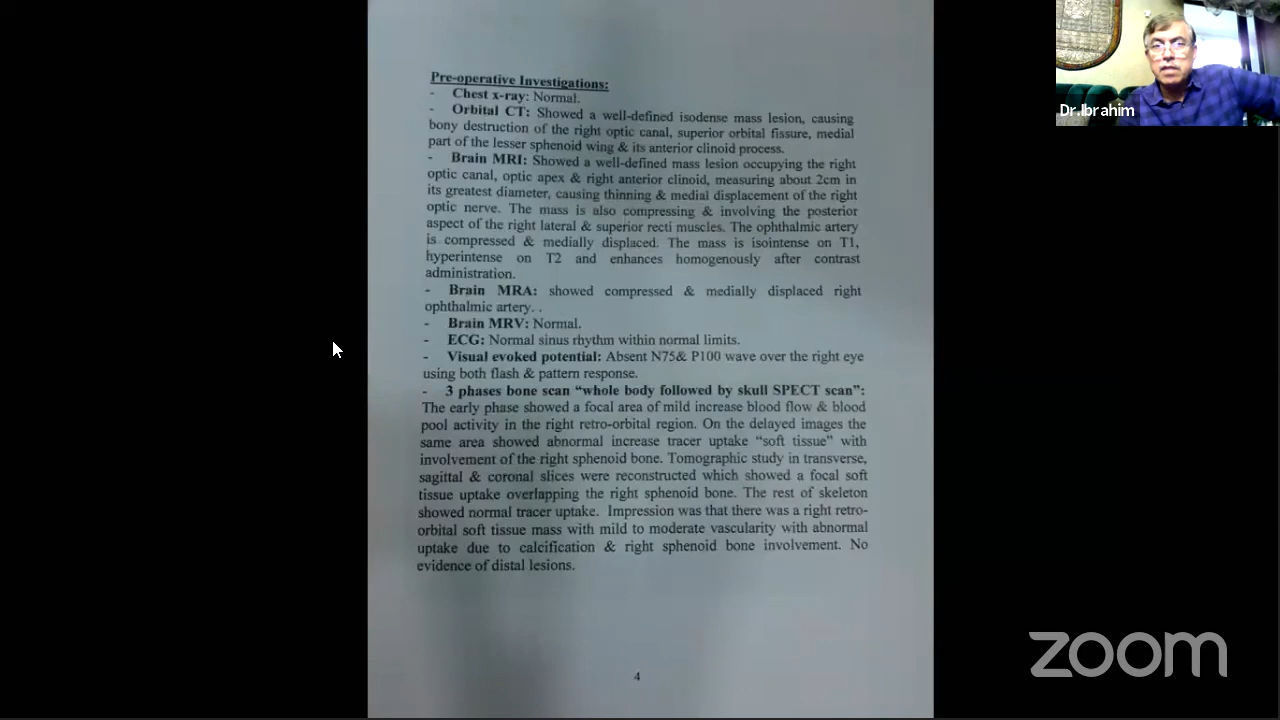 Pre-operative Investigations:
- Chest x-ray: Normal.
- Orbital CT: Showed a well-defined isodense mass lesion, causing
bony destruction of the right optic canal, superior orbital fissure, medial
part of the lesser sphenoid wing & its anterior clinoid process.
- Brain MRI: Showed a well-defined mass lesion occupying the right
optic canal, optic apex & right anterior clinoid, measuring about 2cm in
its greatest diameter, causing thinning & medial displacement of the right
optic nerve. The mass is also compressing & involving the posterior
aspect of the right lateral & superior recti muscles. The ophthalmic artery
is compressed & medially displaced. The mass is isointense on T1,
hyperintense on T2 and enhances homogenously after contrast
administration.
- Brain MRA: showed compressed & medially displaced right
ophthalmic artery. .
- Brain MRV: Normal.
- ECG: Normal sinus rhythm within normal limits.
- Visual evoked potential: Absent N75& P100 wave over the right eye
using both flash & pattern response.
- 3 phases bone scan “whole body followed by skull SPECT scan”:
The early phase showed a focal area of mild increase blood flow & blood
pool activity in the right retro-orbital region. On the delayed images the
same area showed abnormal increase tracer uptake “soft tissue” with
involvement of the right sphenoid bone. Tomographic study in transverse,
sagittal & coronal slices were reconstructed which showed a focal soft
tissue uptake overlapping the right sphenoid bone. The rest of skeleton
showed normal tracer uptake. Impression was that there was a right retro-
orbital soft tissue mass with mild to moderate vascularity with abnormal
uptake due to calcification & right sphenoid bone involvement. No
evidence of distal lesions.
4
Dr.Ibrahim
zoom